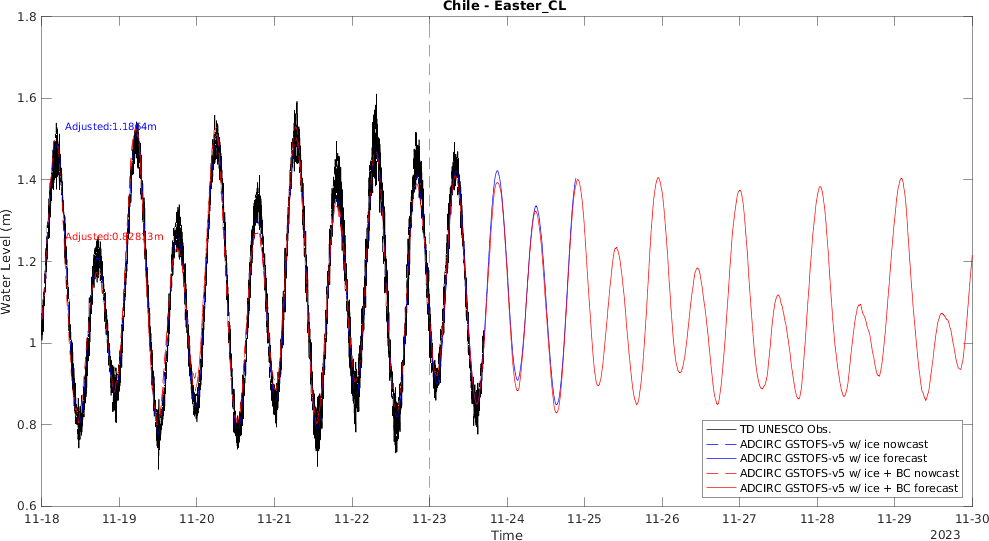 Chile - Easter_CL
1.8
1.6
1.4
1.2
1
0.8
0.6
Water Level (m)
Adjusted:1.1864m
Adjusted:0.82853m
TD UNESCO Obs.
ADCIRC GSTOFS-v5 w/ ice nowcast
ADCIRC GSTOFS-v5 w/ ice forecast
ADCIRC GSTOFS-v5 w/ ice + BC nowcast
ADCIRC GSTOFS-v5 w/ ice + BC forecast
11-18 11-19 11-20 11-21 11-22 11-23 11-24 11-25 11-26 11-27 11-28 11-29 11-30
Time
2023